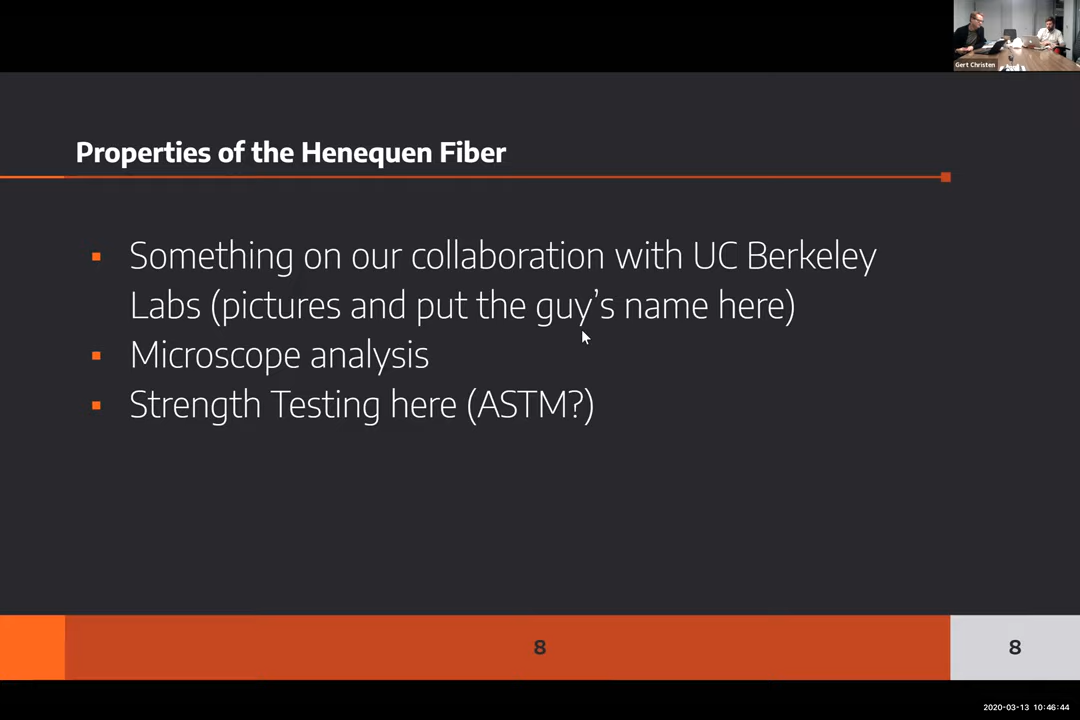 Gert Christen
Properties of the Henequen Fiber
▪ Something on our collaboration with UC Berkeley
Labs (pictures and put the guy’s name here)
▪ Microscope analysis
▪ Strength Testing here (ASTM?)
8
8
2020-03-13 10:46:44